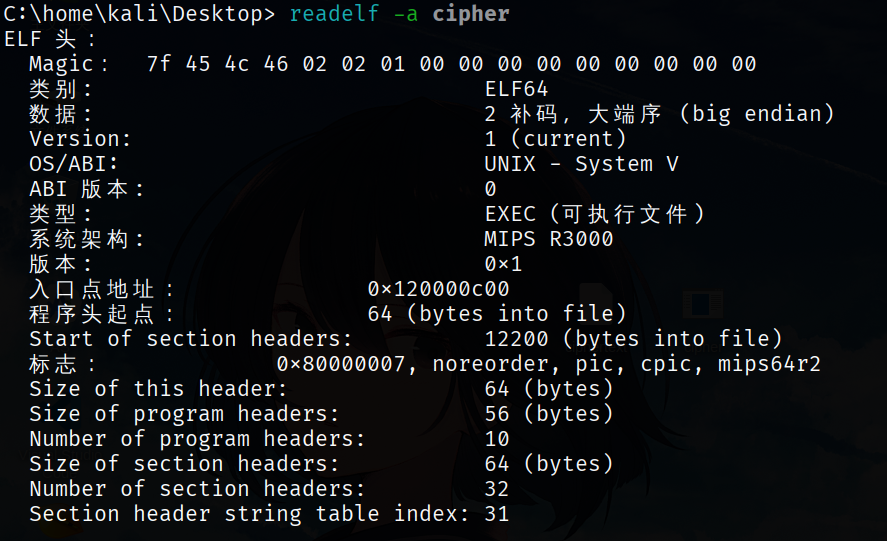 C:\home\kali\Desktop> readelf -a cipher
ELF 头：
  Magic：  7f 45 4c 46 02 02 01 00 00 00 00 00 00 00 00 00
  类别:                              ELF64
  数据:                              2 补码，大端序 (big endian)
  Version:                           1 (current)
  OS/ABI:                            UNIX - System V
  ABI 版本:                          0
  类型:                              EXEC (可执行文件)
  系统架构:                          MIPS R3000
  版本:                              0x1
  入口点地址：              0x120000c00
  程序头起点：              64 (bytes into file)
  Start of section headers:          12200 (bytes into file)
  标志：             0x80000007, noreorder, pic, cpic, mips64r2
  Size of this header:               64 (bytes)
  Size of program headers:           56 (bytes)
  Number of program headers:         10
  Size of section headers:           64 (bytes)
  Number of section headers:         32
  Section header string table index: 31